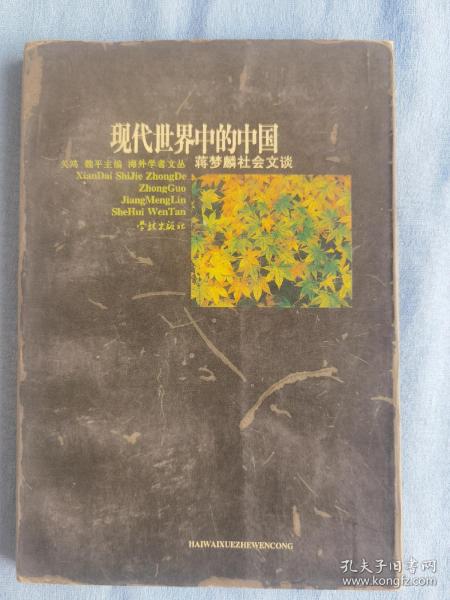 现代世界中的中国
关鸿 魏平主编 海外学者文丛 蒋梦麟社会文谈
XianDai ShiJie ZhongDe
ZhongGuo
JiangMengLin
SheHui WenTan
学林出版社
HAIWAIXUEZHEWENCONG
孔夫子旧书网
www.kongfz.com